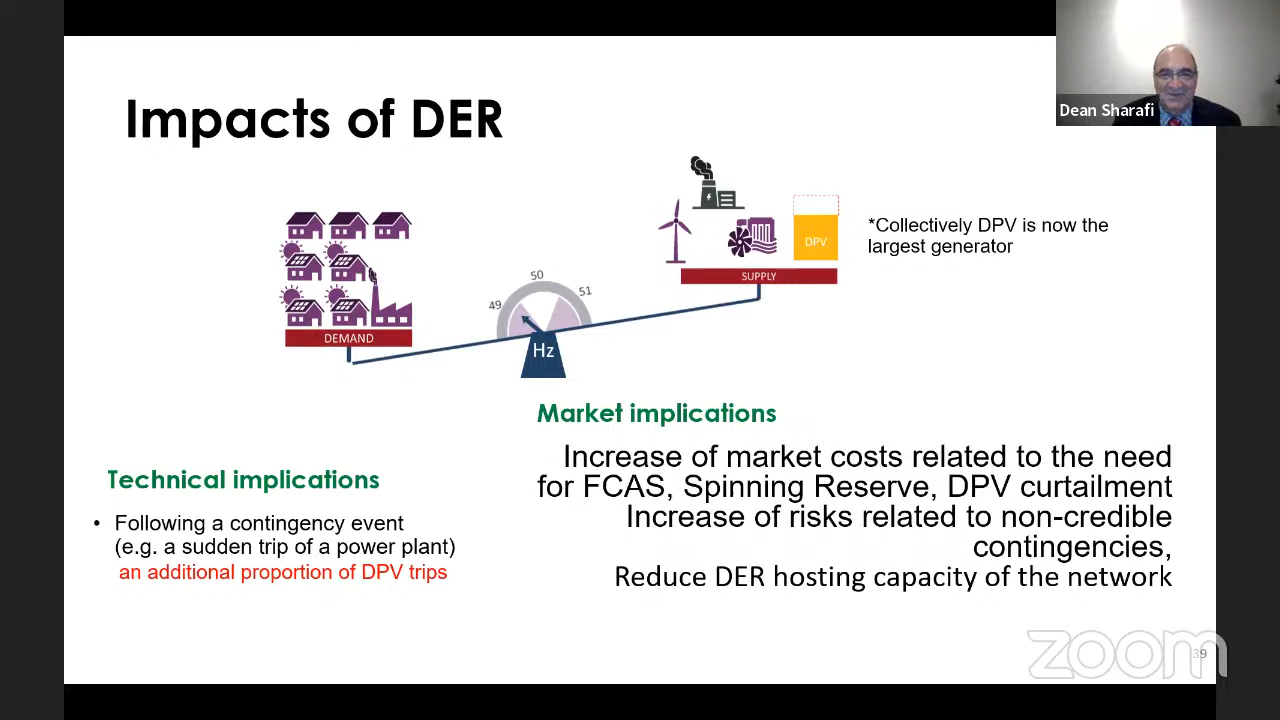 Dean Sharafi
Impacts of DER
DPV
*Collectively DPV is now the
largest generator
SUPPLY
50
49
51
DEMAND
Hz
Market implications
Increase of market costs related to the need
for FCAS, Spinning Reserve, DPV curtailment
Increase of risks related to non-credible
contingencies,
Reduce DER hosting capacity of the network
Technical implications
• Following a contingency event
(e.g. a sudden trip of a power plant)
an additional proportion of DPV trips
zoom
39